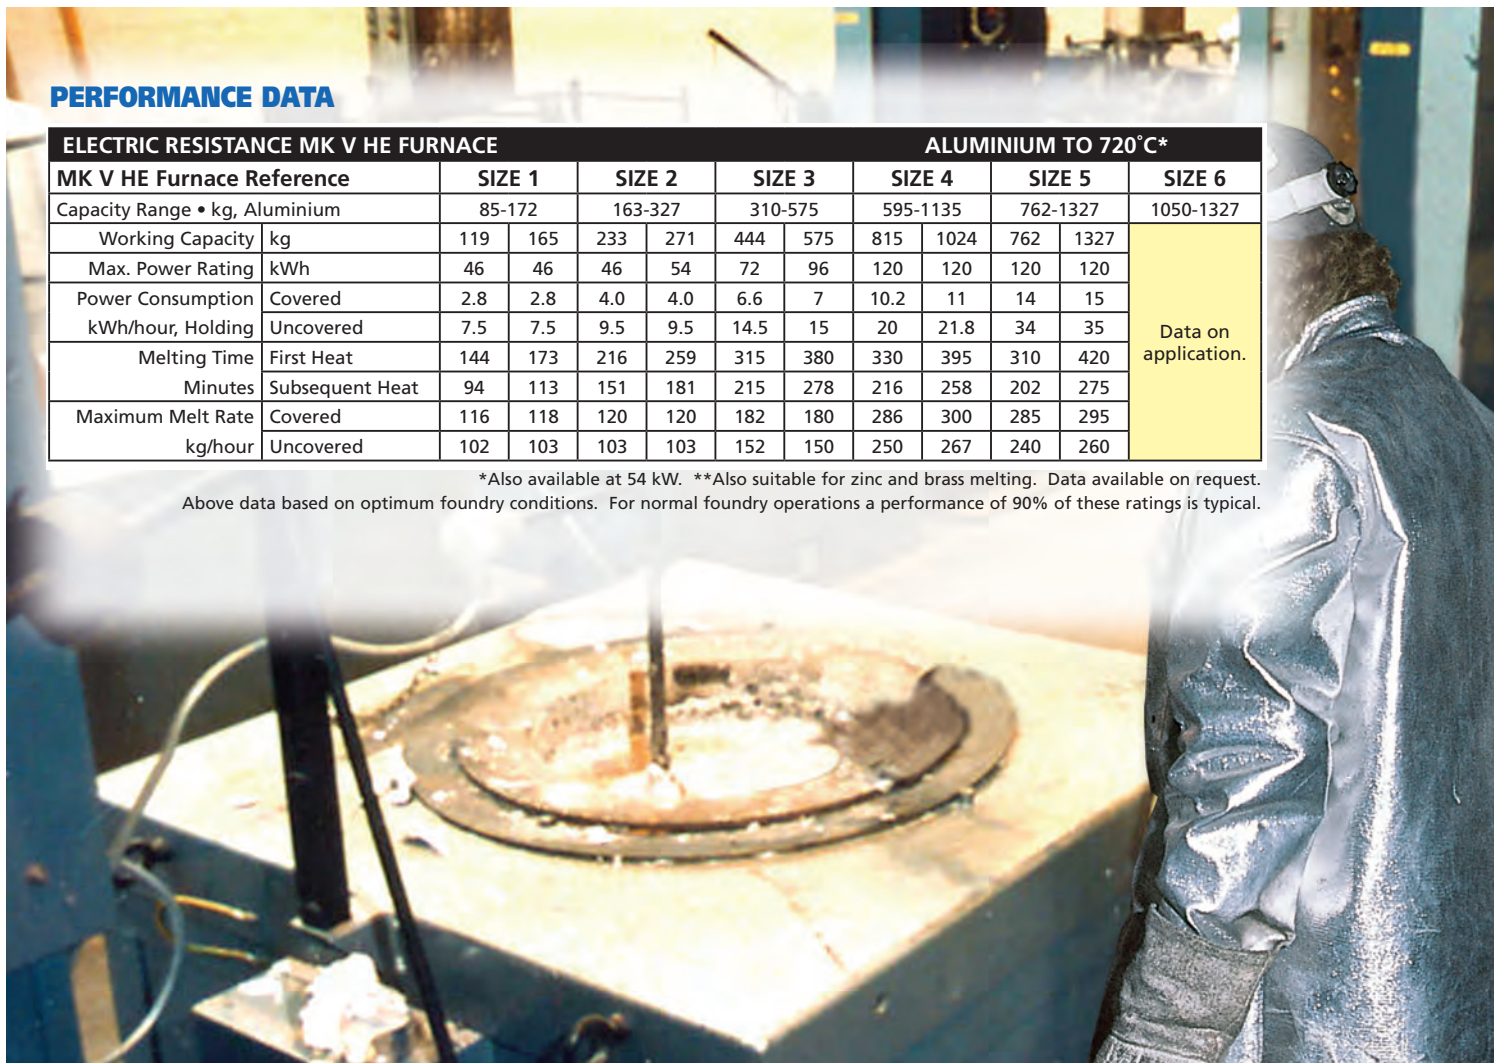 PERFORMANCE DATA
ELECTRIC RESISTANCE MK V HE FURNACE ALUMINIUM TO 720˚C*
MK V HE Furnace Reference SIZE 1 SIZE 2 SIZE 3 SIZE 4 SIZE 5 SIZE 6
Capacity Range • kg, Aluminium 85-172 163-327 310-575 595-1135 762-1327 1050-1327
Working Capacity kg 119 165 233 271 444 575 815 1024 762 1327
Max. Power Rating kWh 46 46 46 54 72 96 120 120 120 120
Power Consumption Covered 2.8 2.8 4.0 4.0 6.6 7 10.2 11 14 15
kWh/hour, Holding Uncovered 7.5 7.5 9.5 9.5 14.5 15 20 21.8 34 35
Data on
application.
Melting Time First Heat 144 173 216 259 315 380 330 395 310 420
Minutes Subsequent Heat 94 113 151 181 215 278 216 258 202 275
Maximum Melt Rate Covered 116 118 120 120 182 180 286 300 285 295
kg/hour Uncovered 102 103 103 103 152 150 250 267 240 260
*Also available at 54 kW. **Also suitable for zinc and brass melting. Data available on request.
Above data based on optimum foundry conditions. For normal foundry operations a performance of 90% of these ratings is typical.